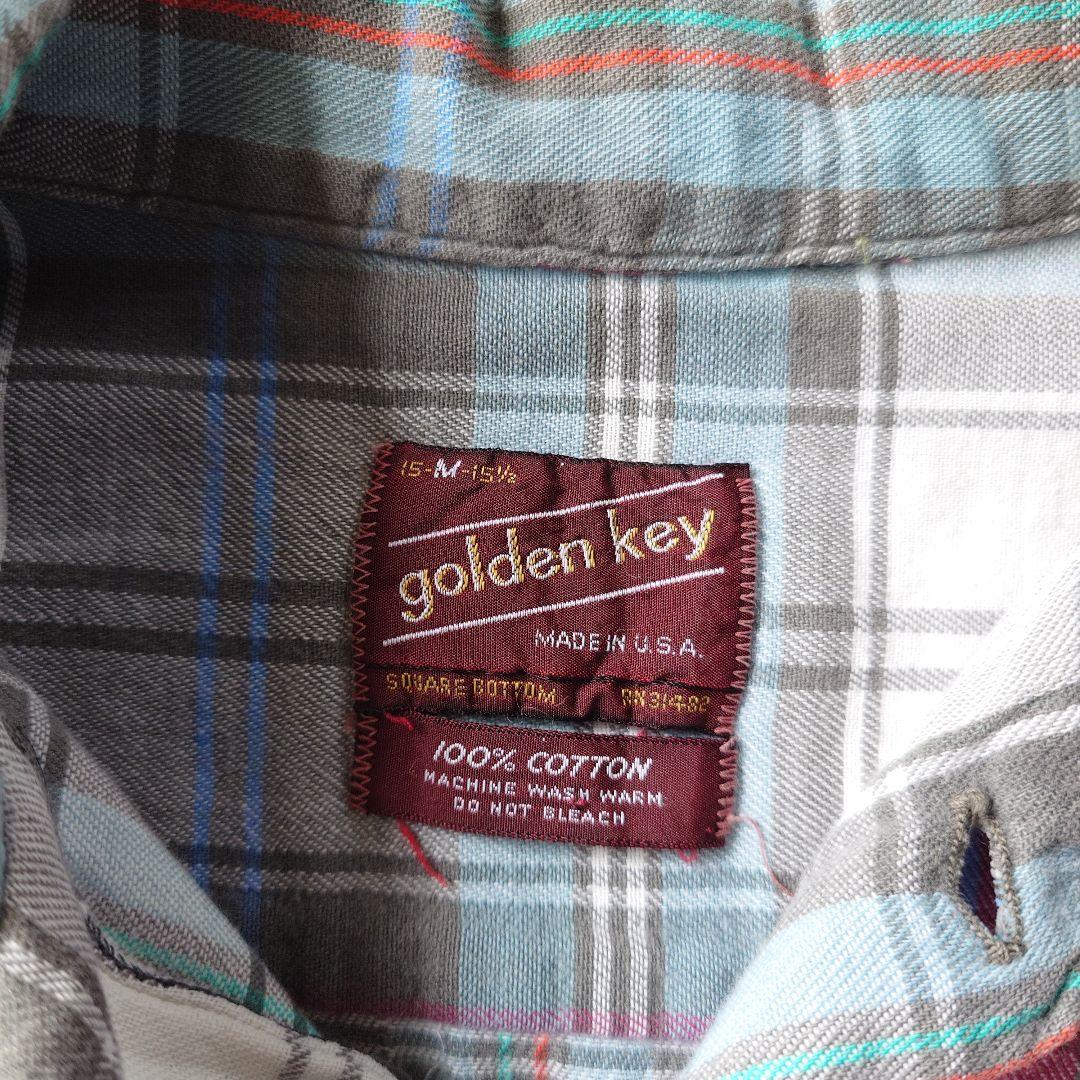 15-M-15½
golden key
MADE IN U.S.A.
SQUARE BOTTOM
100% COTTON
MACHINE WASH WARM
DO NOT BLEACH